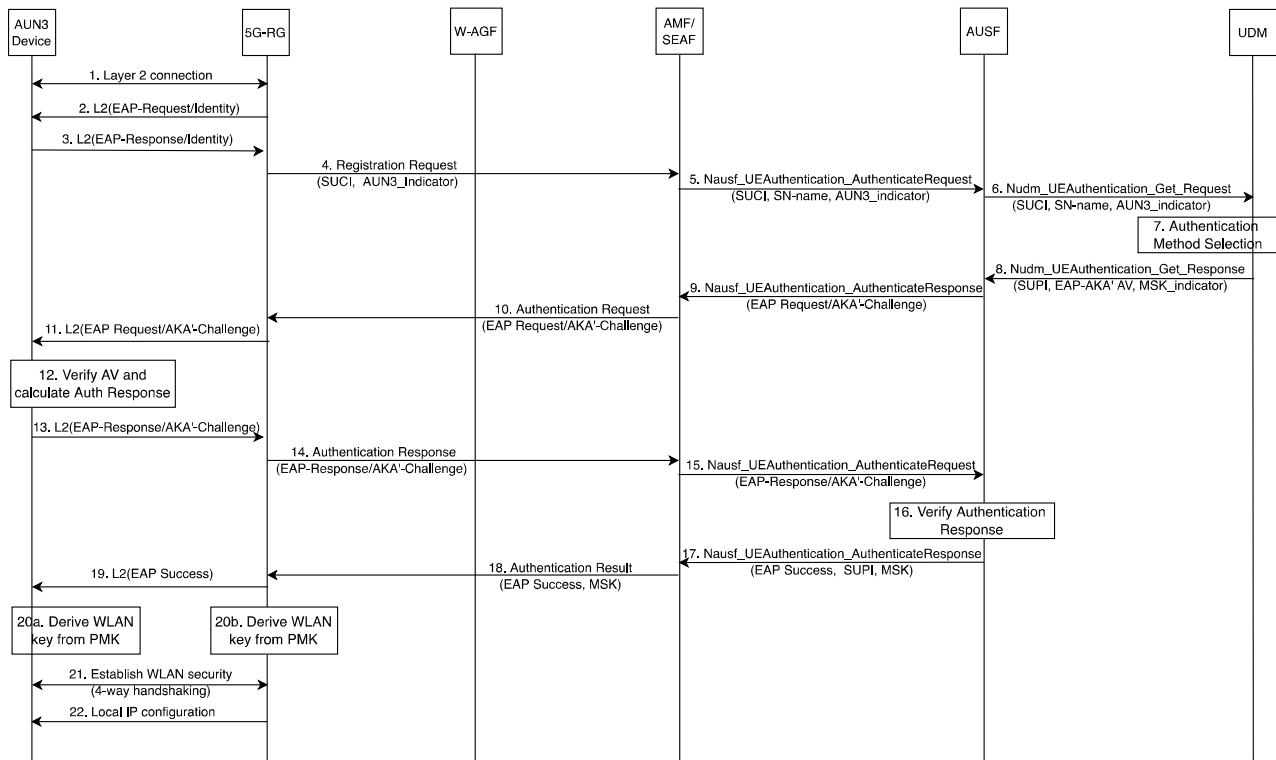 AUN3
Device
5G-RG
W-AGF
AMF/
SEAF
AUSF
UDM
1. Layer 2 connection
2. L2(EAP-Request/Identity)
3. L2(EAP-Response/Identity)
4. Registration Request
(SUCI, AUN3_Indicator)
5. Nausf_UEAuthentication_AuthenticateRequest
(SUCI, SN-name, AUN3_indicator)
6. Nudm_UEAuthentication_Get_Request
(SUCI, SN-name, AUN3_indicator)
7. Authentication
Method Selection
8. Nudm_UEAuthentication_Get_Response
(SUPI, EAP-AKA' AV, MSK_indicator)
9. Nausf_UEAuthentication_AuthenticateResponse
(EAP Request/AKA'-Challenge)
10. Authentication Request
(EAP Request/AKA'-Challenge)
11. L2(EAP Request/AKA'-Challenge)
12. Verify AV and
calculate Auth Response
13. L2(EAP-Response/AKA'-Challenge)
14. Authentication Response
(EAP-Response/AKA'-Challenge)
15. Nausf_UEAuthentication_AuthenticateRequest
(EAP-Response/AKA'-Challenge)
16. Verify Authentication
Response
17. Nausf_UEAuthentication_AuthenticateResponse
(EAP Success, SUPI, MSK)
18. Authentication Result
(EAP Success, MSK)
19. L2(EAP Success)
20a. Derive WLAN
key from PMK
20b. Derive WLAN
key from PMK
21. Establish WLAN security
(4-way handshaking)
22. Local IP configuration